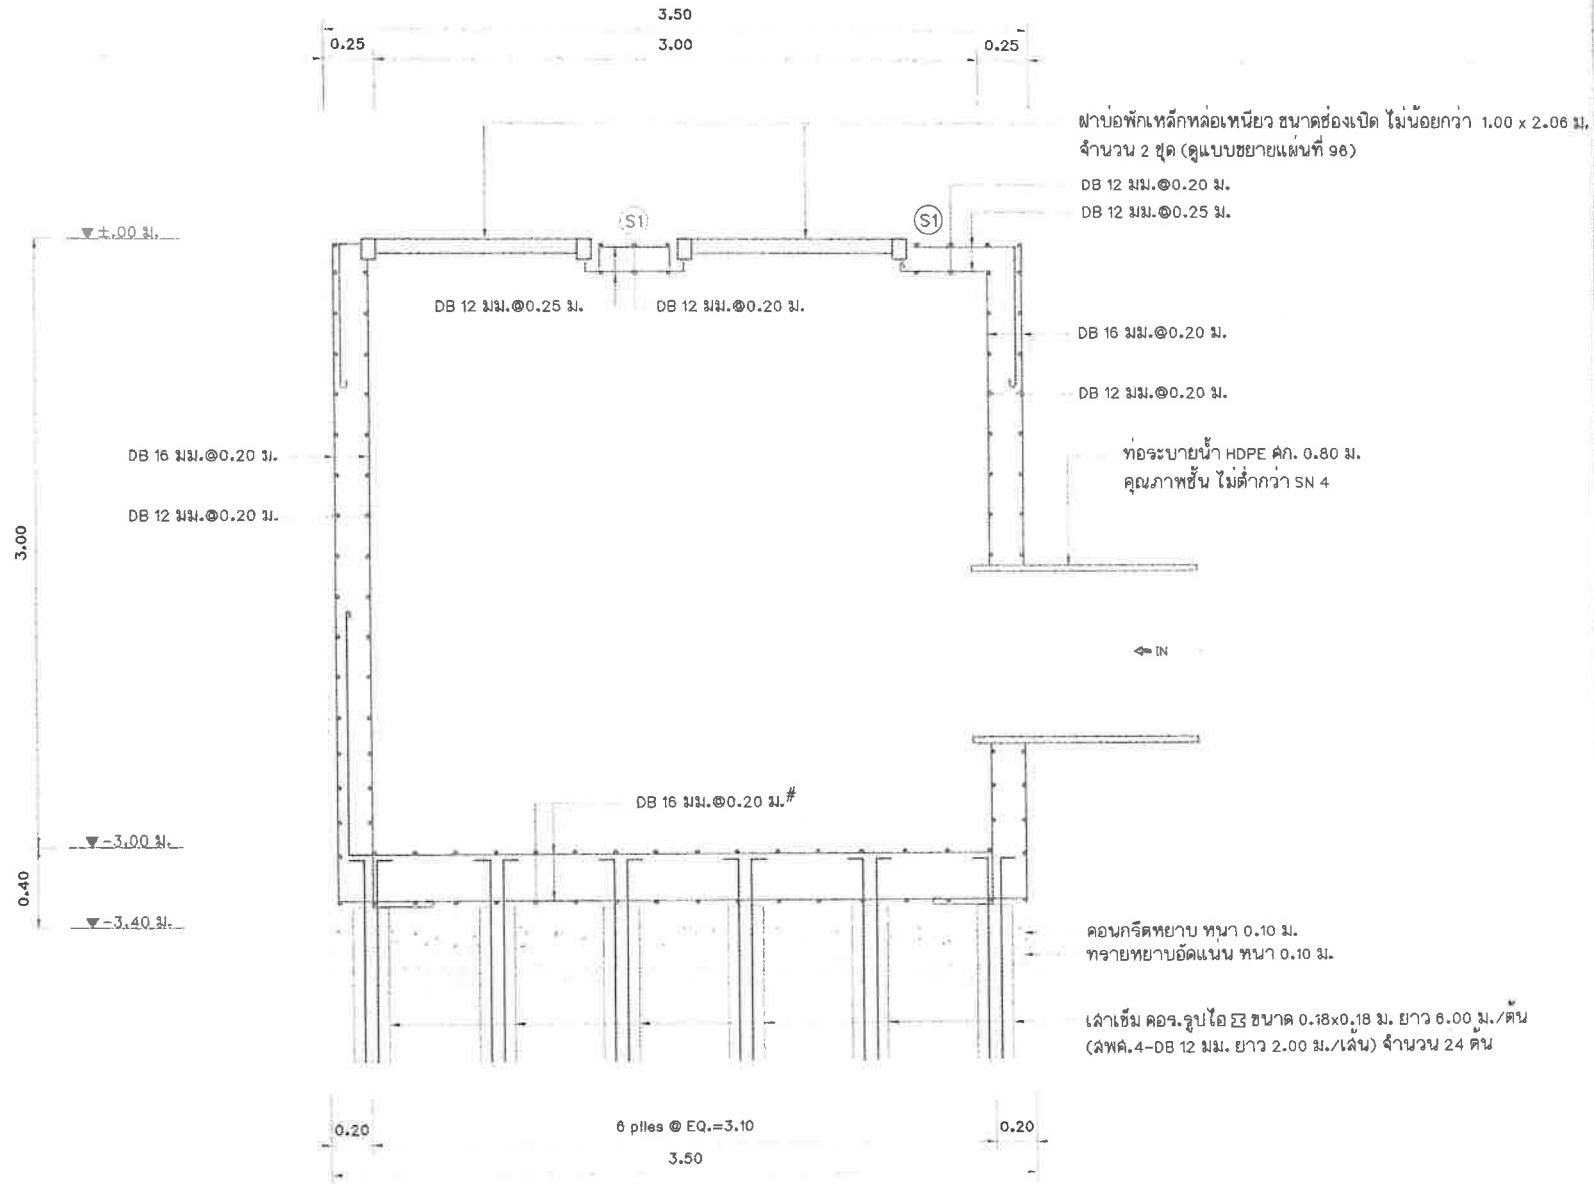 3.50
0.25 3.00 0.25
ฝาบ่อพักเหล็กหล่อเหนียว ขนาดช่องเปิด ไม่น้อยกว่า 1.00 x 2.06 ม.
จำนวน 2 ชุด (ดูแบบขยายแผ่นที่ 96)
DB 12 มม.@0.20 ม.
DB 12 มม.@0.25 ม.
S1 S1
±.00 ม.
DB 12 มม.@0.25 ม. DB 12 มม.@0.20 ม.
DB 16 มม.@0.20 ม.
DB 12 มม.@0.20 ม.
DB 16 มม.@0.20 ม.
DB 12 มม.@0.20 ม.
ท่อระบายน้ำ HDPE ศก. 0.80 ม.
คุณภาพชั้น ไม่ต่ำกว่า SN 4
3.00
IN
DB 16 มม.@0.20 ม.#
-3.00 ม.
0.40
-3.40 ม.
คอนกรีตหยาบ หนา 0.10 ม.
ทรายหยาบอัดแน่น หนา 0.10 ม.
เสาเข็ม คอร.รูปไอ ขนาด 0.18x0.18 ม. ยาว 6.00 ม./ต้น
(สพศ.4-DB 12 มม. ยาว 2.00 ม./เส้น) จำนวน 24 ต้น
0.20 6 piles @ EQ.=3.10 0.20
3.50